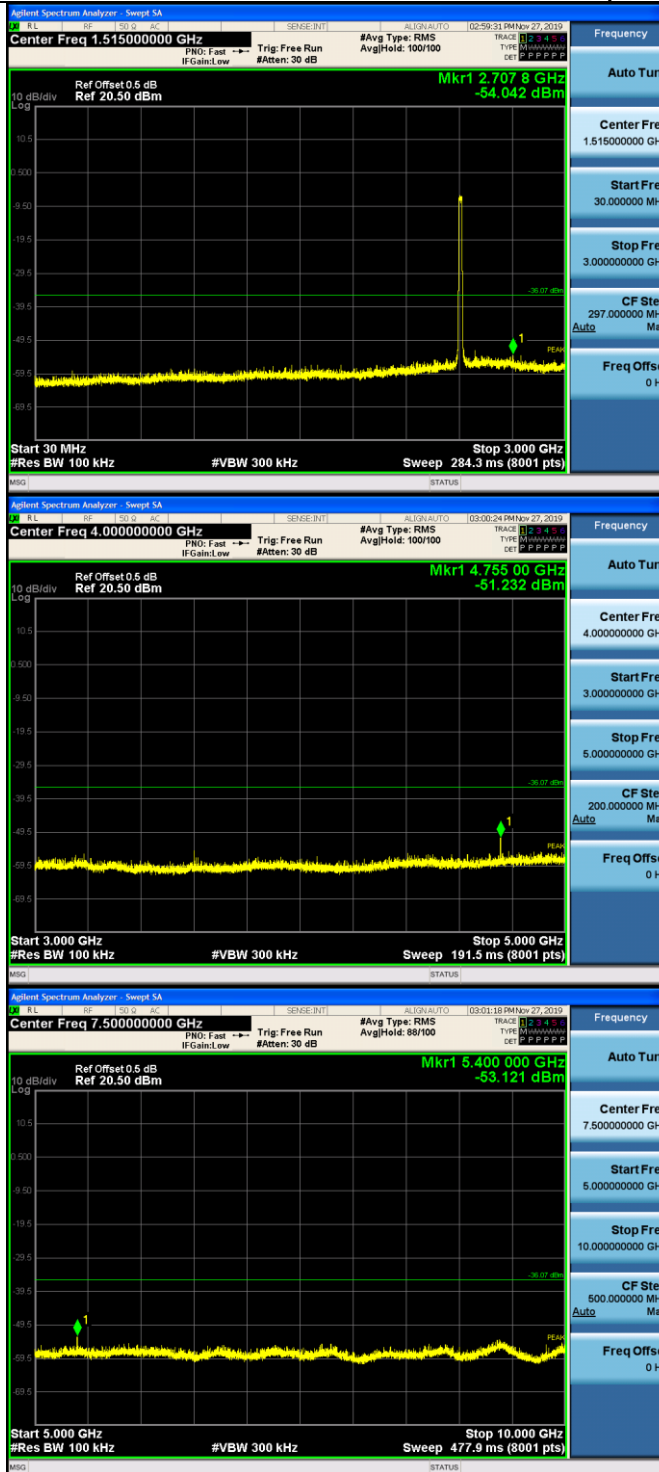 Agilent Spectrum Analyzer - Swept SA
RL RF 50 Ω AC SENSE:INT ALIGNAUTO 02:59:31 PM Nov 27, 2019
Center Freq 1.515000000 GHz #Avg Type: RMS TRACE 1 2 3 4 5 6 Frequency
PNO: Fast Trig: Free Run Avg|Hold: 100/100 TYPE M
IFGain:Low #Atten: 30 dB DET P P P P P P
Auto Tun
Mkr1 2.707 8 GHz
Ref Offset 0.5 dB
10 dB/div Ref 20.50 dBm -54.042 dBm
Log
Center Fre
1.515000000 GH
10.5
0.500
Start Fre
30.000000 MH
-9.50
-19.5
Stop Fre
3.000000000 GH
-29.5
-36.07 dBm
CF Ste
297.000000 MH
Auto Ma
-39.5
-49.5
1
PEAK
Freq Offse
0 H
-59.5
-69.5
Start 30 MHz Stop 3.000 GHz
#Res BW 100 kHz #VBW 300 kHz Sweep 284.3 ms (8001 pts)
MSG STATUS
Agilent Spectrum Analyzer - Swept SA
RL RF 50 Ω AC SENSE:INT ALIGNAUTO 03:00:24 PM Nov 27, 2019
Center Freq 4.000000000 GHz #Avg Type: RMS TRACE 1 2 3 4 5 6 Frequency
PNO: Fast Trig: Free Run Avg|Hold: 100/100 TYPE M
IFGain:Low #Atten: 30 dB DET P P P P P P
Auto Tun
Mkr1 4.755 00 GHz
Ref Offset 0.5 dB
10 dB/div Ref 20.50 dBm -51.232 dBm
Log
Center Fre
4.000000000 GH
10.5
0.500
Start Fre
3.000000000 GH
-9.50
-19.5
Stop Fre
5.000000000 GH
-29.5
-36.07 dBm
CF Ste
200.000000 MH
Auto Ma
-39.5
-49.5
1
PEAK
Freq Offse
0 H
-59.5
-69.5
Start 3.000 GHz Stop 5.000 GHz
#Res BW 100 kHz #VBW 300 kHz Sweep 191.5 ms (8001 pts)
MSG STATUS
Agilent Spectrum Analyzer - Swept SA
RL RF 50 Ω AC SENSE:INT ALIGNAUTO 03:01:18 PM Nov 27, 2019
Center Freq 7.500000000 GHz #Avg Type: RMS TRACE 1 2 3 4 5 6 Frequency
PNO: Fast Trig: Free Run Avg|Hold: 88/100 TYPE M
IFGain:Low #Atten: 30 dB DET P P P P P P
Auto Tun
Mkr1 5.400 000 GHz
Ref Offset 0.5 dB
10 dB/div Ref 20.50 dBm -53.121 dBm
Log
Center Fre
7.500000000 GH
10.5
0.500
Start Fre
5.000000000 GH
-9.50
-19.5
Stop Fre
10.000000000 GH
-29.5
-36.07 dBm
CF Ste
500.000000 MH
Auto Ma
-39.5
-49.5
1
PEAK
Freq Offse
0 H
-59.5
-69.5
Start 5.000 GHz Stop 10.000 GHz
#Res BW 100 kHz #VBW 300 kHz Sweep 477.9 ms (8001 pts)
MSG STATUS